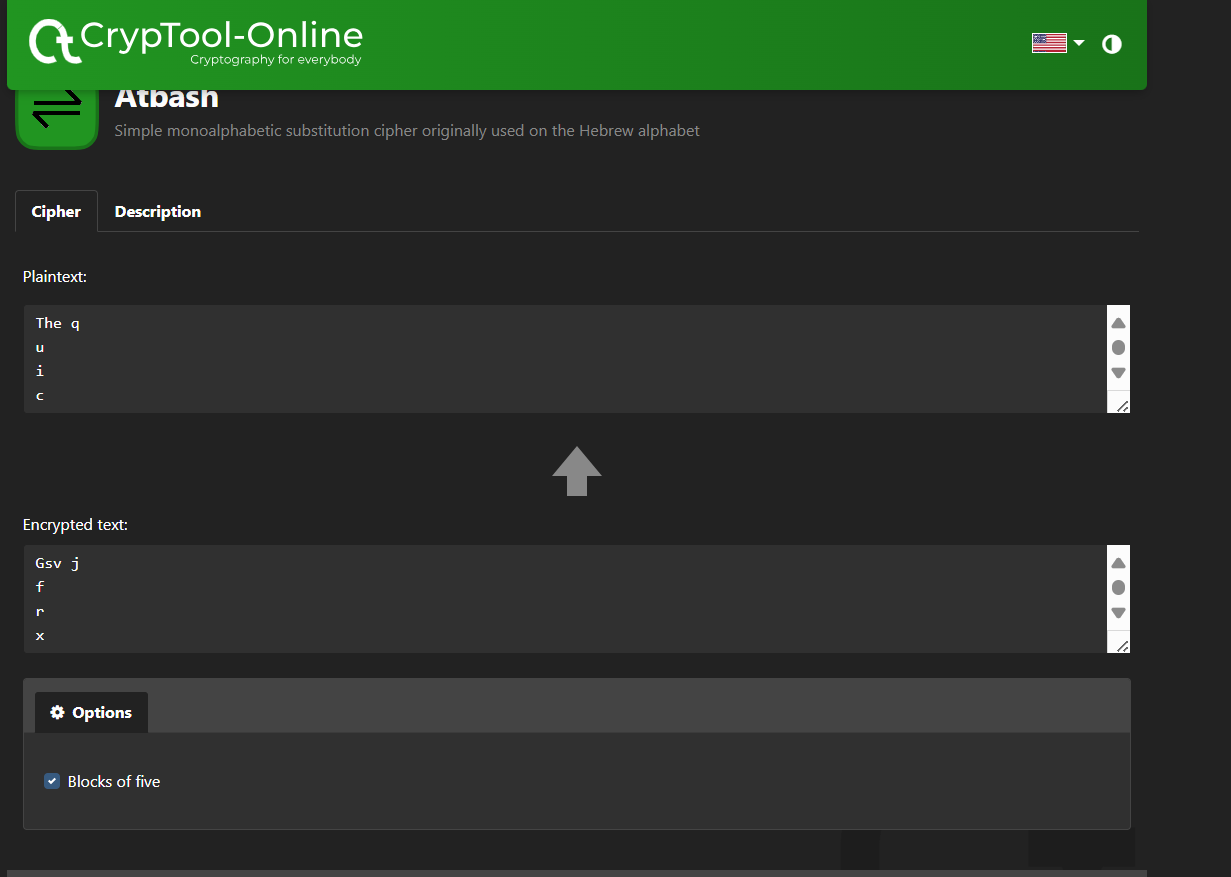 CrypTool-Online
Cryptography for everybody
Atbash
Simple monoalphabetic substitution cipher originally used on the Hebrew alphabet
Cipher Description
Plaintext:
The q
u
i
c
Encrypted text:
Gsv j
f
r
x
Options
Blocks of five